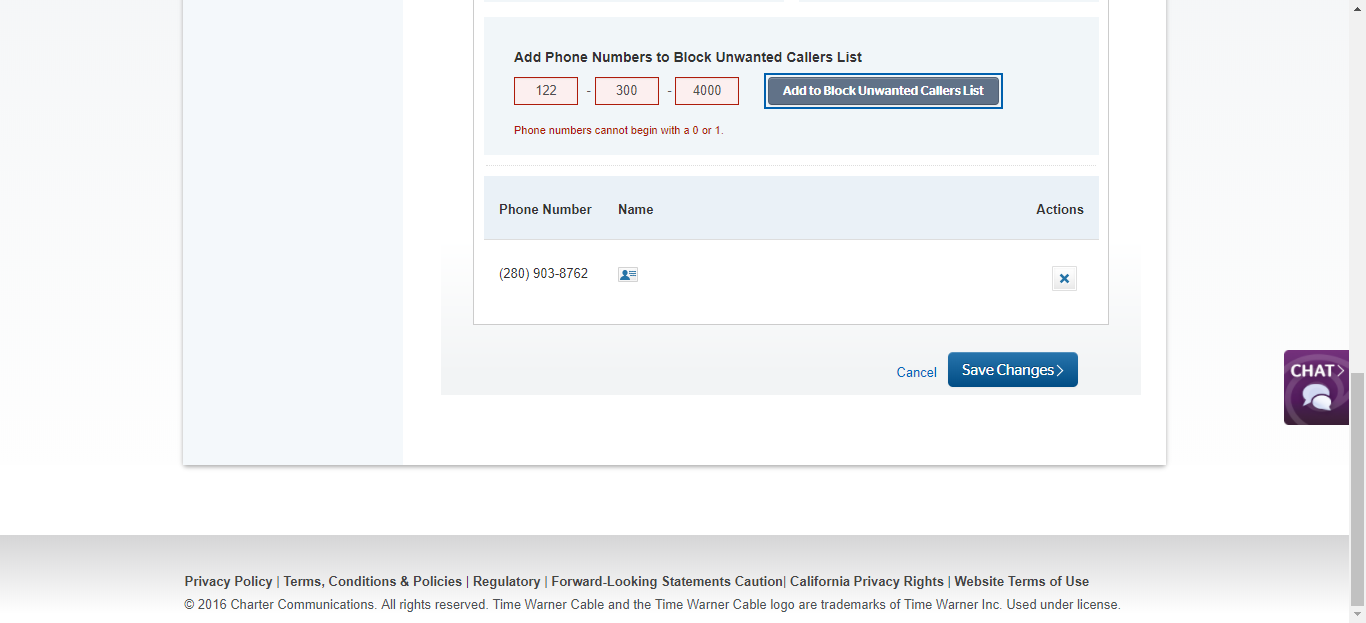 Add Phone Numbers to Block Unwanted Callers List
122 - 300 - 4000 Add to Block Unwanted Callers List
Phone numbers cannot begin with a 0 or 1.
Phone Number Name Actions
(280) 903-8762
Cancel Save Changes
CHAT
Privacy Policy | Terms, Conditions & Policies | Regulatory | Forward-Looking Statements Caution| California Privacy Rights | Website Terms of Use
© 2016 Charter Communications. All rights reserved. Time Warner Cable and the Time Warner Cable logo are trademarks of Time Warner Inc. Used under license.